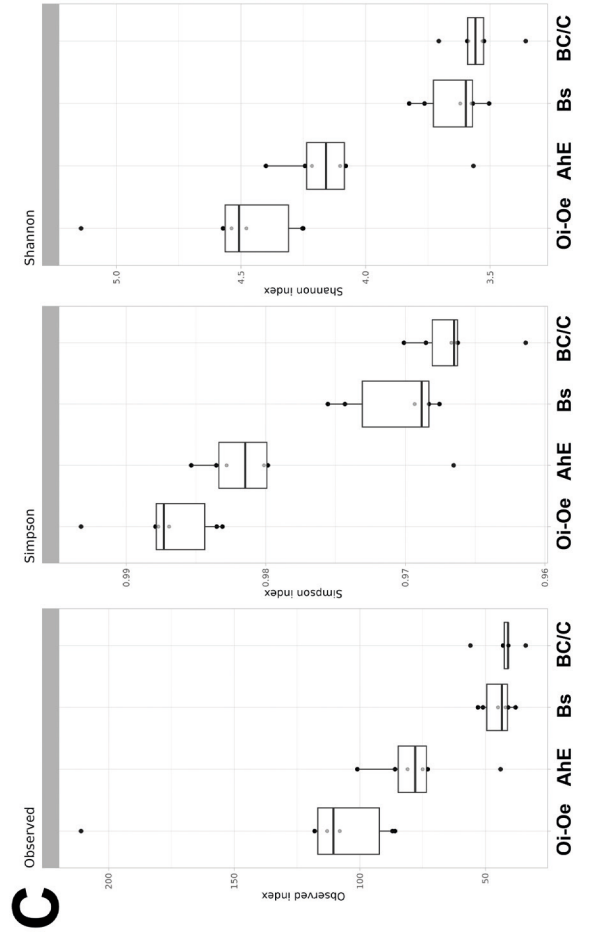 C
Observed
Observed index
200
150
100
50
Oi-Oe AhE Bs BC/C
Simpson
Simpson index
0.99
0.98
0.97
0.96
Oi-Oe AhE Bs BC/C
Shannon
Shannon index
5.0
4.5
4.0
3.5
Oi-Oe AhE Bs BC/C